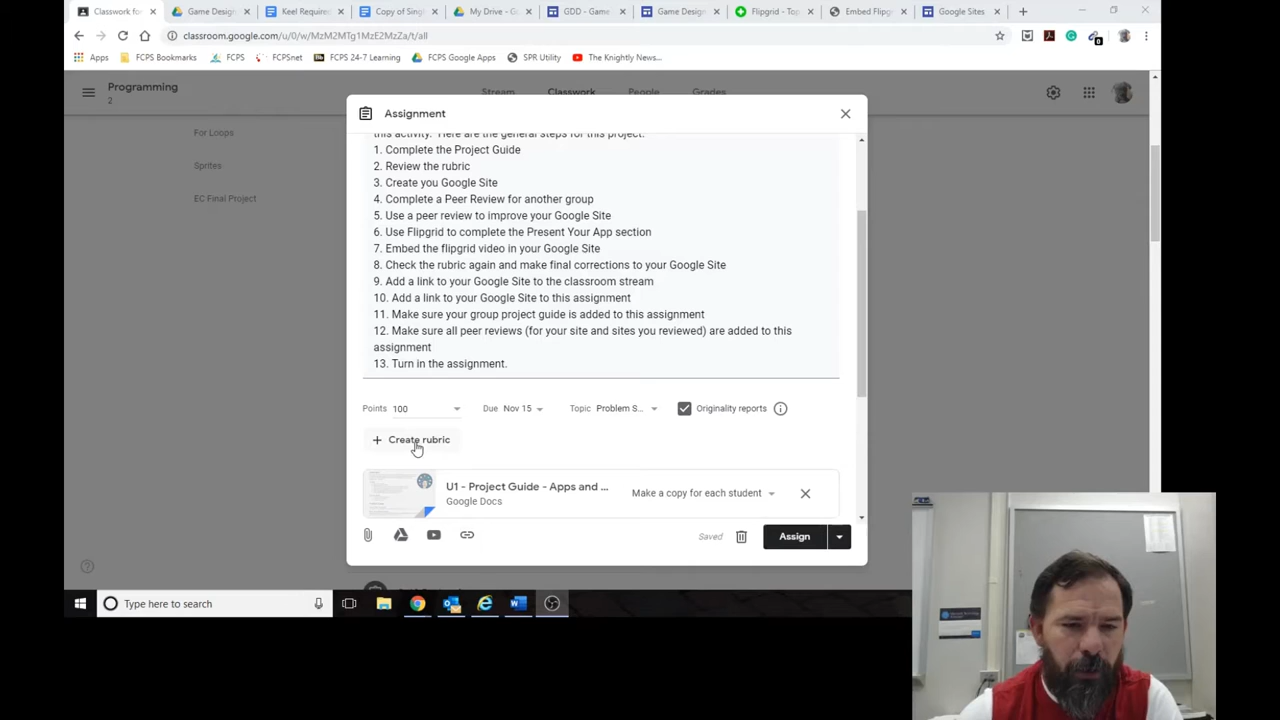 Classroom for
Game Design
Keel Require
Copy of Sing
My Drive - G
GDD - Game
Game Design
Flipgrid - Top
Embed Flipg
Google Sites
classroom.google.com/u/0/w/MzM2MTg1MzE2MzZa/t/all
Apps FCPS Bookmarks FCPS FCPSnet FCPS 24-7 Learning FCPS Google Apps SPR Utility The Knightly News...
Programming
2
Stream Classwork People Grades
For Loops
Sprites
EC Final Project
Assignment
this activity. Here are the general steps for this project:
1. Complete the Project Guide
2. Review the rubric
3. Create you Google Site
4. Complete a Peer Review for another group
5. Use a peer review to improve your Google Site
6. Use Flipgrid to complete the Present Your App section
7. Embed the flipgrid video in your Google Site
8. Check the rubric again and make final corrections to your Google Site
9. Add a link to your Google Site to the classroom stream
10. Add a link to your Google Site to this assignment
11. Make sure your group project guide is added to this assignment
12. Make sure all peer reviews (for your site and sites you reviewed) are added to this
assignment
13. Turn in the assignment.
Points 100 Due Nov 15 Topic Problem S... Originality reports
+ Create rubric
U1 - Project Guide - Apps and ...
Google Docs
Make a copy for each student
Saved
Assign
Type here to search